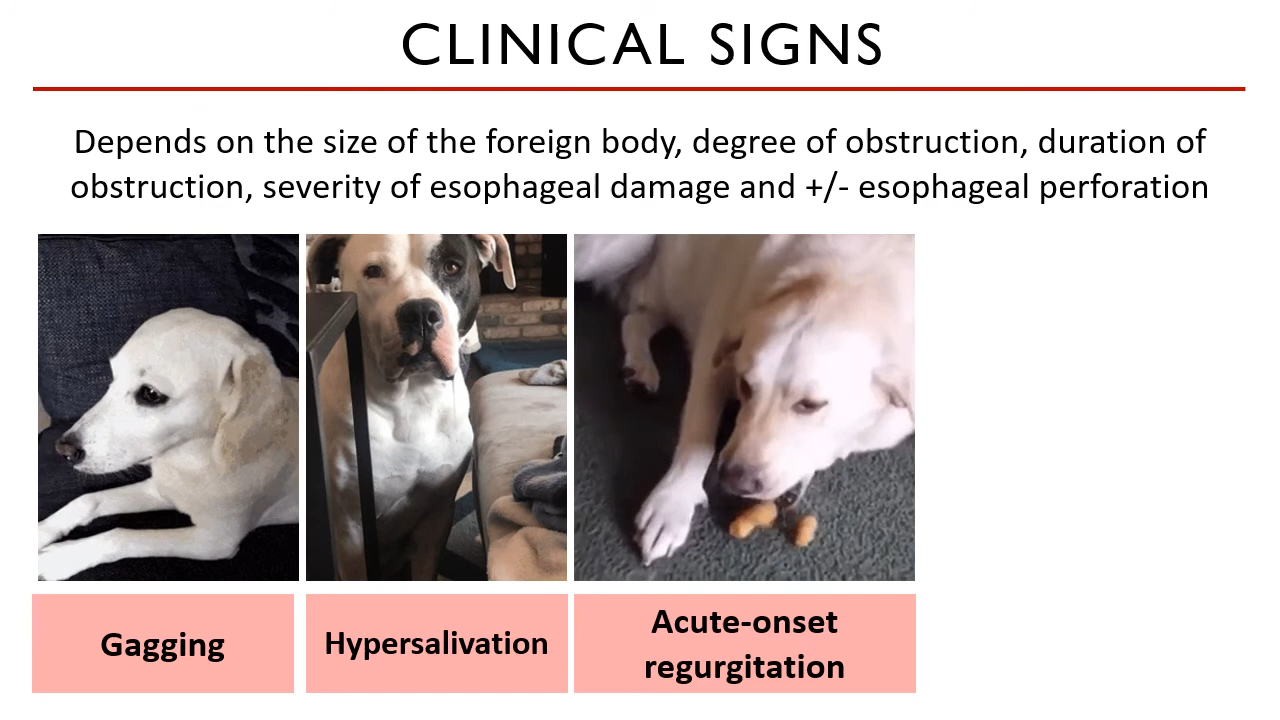 CLINICAL SIGNS
Depends on the size of the foreign body, degree of obstruction, duration of
obstruction, severity of esophageal damage and +/- esophageal perforation
Gagging
Hypersalivation
Acute-onset
regurgitation